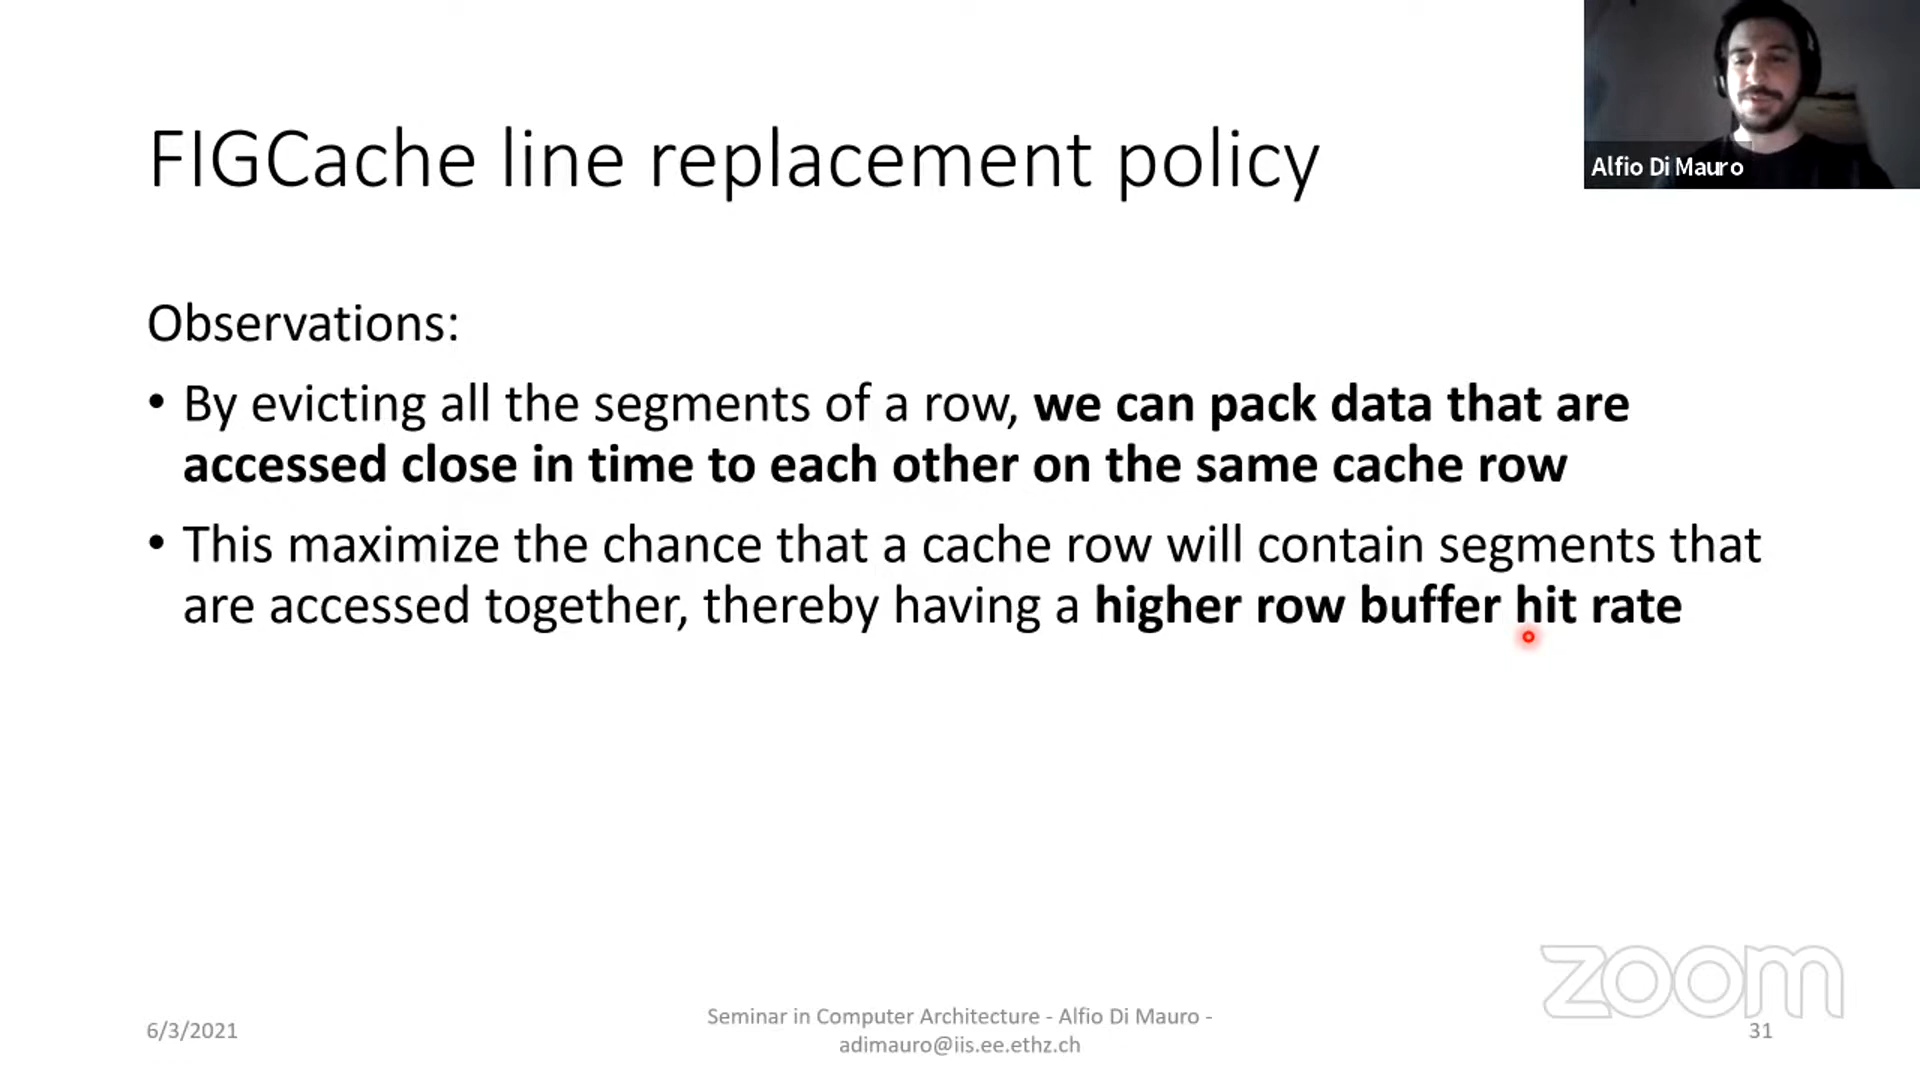 Alfio Di Mauro
FIGCache line replacement policy
Observations:
• By evicting all the segments of a row, we can pack data that are
accessed close in time to each other on the same cache row
• This maximize the chance that a cache row will contain segments that
are accessed together, thereby having a higher row buffer hit rate
zoom
6/3/2021
Seminar in Computer Architecture - Alfio Di Mauro -
adimauro@iis.ee.ethz.ch
31